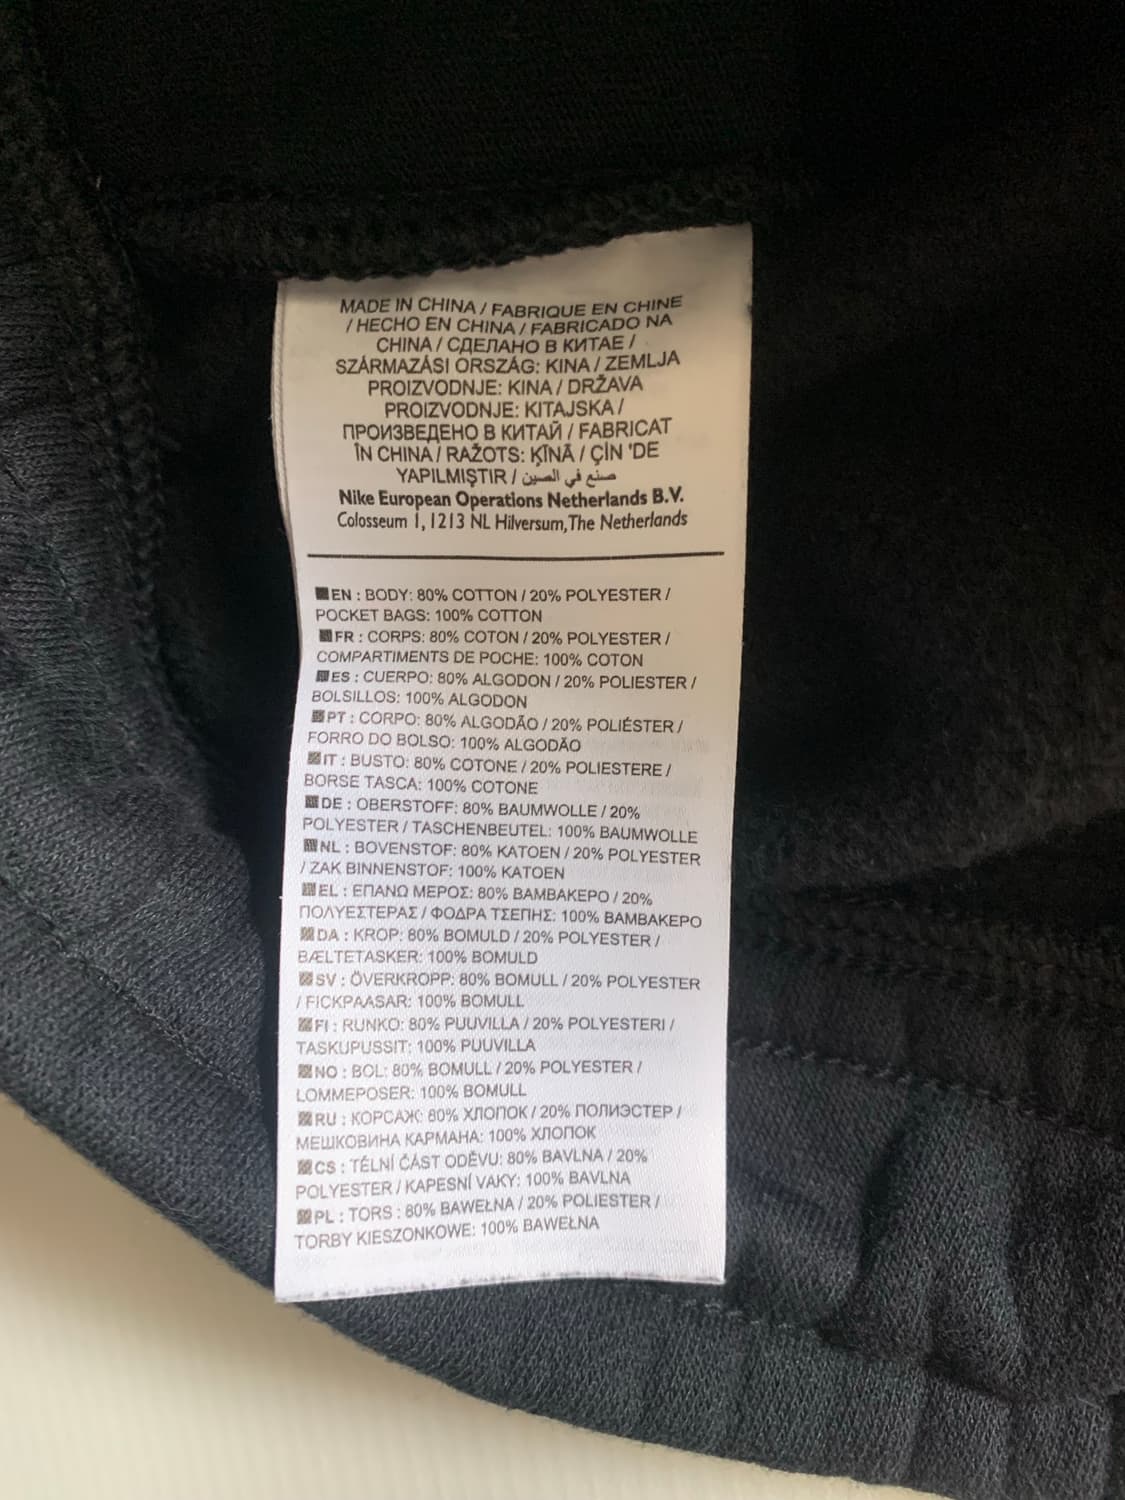 MADE IN CHINA / FABRIQUE EN CHINE
/ HECHO EN CHINA / FABRICADO NA
CHINA / СДЕЛАНО В КИТАЕ /
SZÁRMAZÁSI ORSZÁG: KINA / ZEMLJA
PROIZVODNJE: KINA / DRŽAVA
PROIZVODNJE: KITAJSKA /
ПРОИЗВЕДЕНО В КИТАЙ / FABRICAT
ÎN CHINA / RAŽOTS: ĶĪNĀ / ÇİN 'DE
YAPILMIŞTIR / صنع في الصين
Nike European Operations Netherlands B.V.
Colosseum 1, 1213 NL Hilversum, The Netherlands
EN : BODY: 80% COTTON / 20% POLYESTER /
POCKET BAGS: 100% COTTON
FR : CORPS: 80% COTON / 20% POLYESTER /
COMPARTIMENTS DE POCHE: 100% COTON
ES : CUERPO: 80% ALGODON / 20% POLIESTER /
BOLSILLOS: 100% ALGODON
PT : CORPO: 80% ALGODÃO / 20% POLIÉSTER /
FORRO DO BOLSO: 100% ALGODÃO
IT : BUSTO: 80% COTONE / 20% POLIESTERE /
BORSE TASCA: 100% COTONE
DE : OBERSTOFF: 80% BAUMWOLLE / 20%
POLYESTER / TASCHENBEUTEL: 100% BAUMWOLLE
NL : BOVENSTOF: 80% KATOEN / 20% POLYESTER
/ ZAK BINNENSTOF: 100% KATOEN
EL : ΕΠΑΝΩ ΜΕΡΟΣ: 80% ΒΑΜΒΑΚΕΡΟ / 20%
ΠΟΛΥΕΣΤΕΡΑΣ / ΦΟΔΡΑ ΤΣΕΠΗΣ: 100% ΒΑΜΒΑΚΕΡΟ
DA : KROP: 80% BOMULD / 20% POLYESTER /
BÆLTETASKER: 100% BOMULD
SV : ÖVERKROPP: 80% BOMULL / 20% POLYESTER
/ FICKPAASAR: 100% BOMULL
FI : RUNKO: 80% PUUVILLA / 20% POLYESTERI /
TASKUPUSSIT: 100% PUUVILLA
NO : BOL: 80% BOMULL / 20% POLYESTER /
LOMMEPOSER: 100% BOMULL
RU : КОРСАЖ: 80% ХЛОПОК / 20% ПОЛИЭСТЕР /
МЕШКОВИНА КАРМАНА: 100% ХЛОПОК
CS : TĚLNÍ ČÁST ODĚVU: 80% BAVLNA / 20%
POLYESTER / KAPESNÍ VAKY: 100% BAVLNA
PL : TORS : 80% BAWEŁNA / 20% POLIESTER /
TORBY KIESZONKOWE: 100% BAWEŁNA